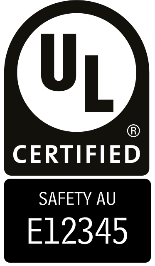 UL
®
CERTIFIED
SAFETY AU
E12345